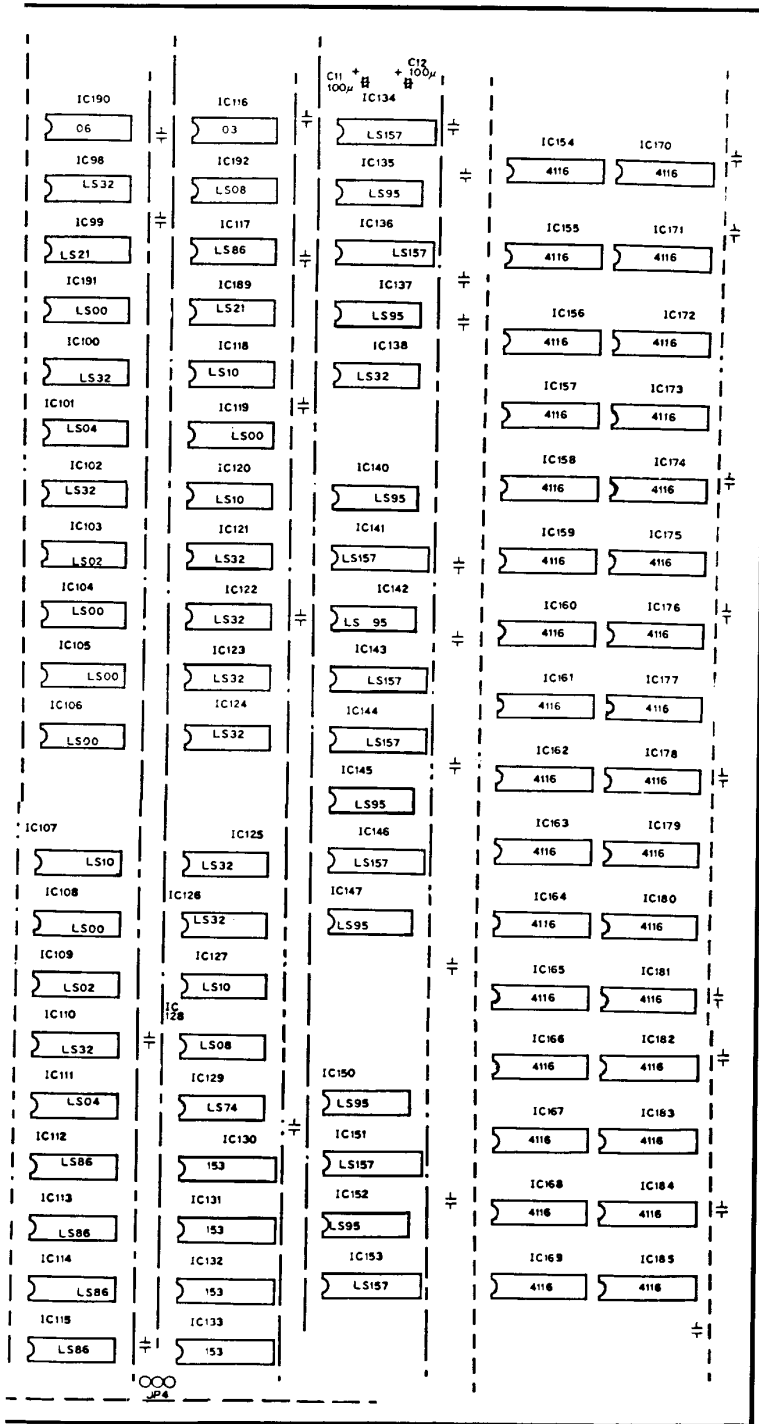 C11
100µ
+
+
C12
100µ
IC190
06
IC98
LS32
IC99
LS21
IC191
LS00
IC100
LS32
IC101
LS04
IC102
LS32
IC103
LS02
IC104
LS00
IC105
LS00
IC106
LS00
IC107
LS10
IC108
LS00
IC109
LS02
IC110
LS32
IC111
LS04
IC112
LS86
IC113
LS86
IC114
LS86
IC115
LS86
JP4
IC116
03
IC192
LS08
IC117
LS86
IC189
LS21
IC118
LS10
IC119
LS00
IC120
LS10
IC121
LS32
IC122
LS32
IC123
LS32
IC124
LS32
IC125
LS32
IC126
LS32
IC127
LS10
IC
128
LS08
IC129
LS74
IC130
153
IC131
153
IC132
153
IC133
153
IC134
LS157
IC135
LS95
IC136
LS157
IC137
LS95
IC138
LS32
IC140
LS95
IC141
LS157
IC142
LS 95
IC143
LS157
IC144
LS157
IC145
LS95
IC146
LS157
IC147
LS95
IC150
LS95
IC151
LS157
IC152
LS95
IC153
LS157
IC154 IC170
4116 4116
IC155 IC171
4116 4116
IC156 IC172
4116 4116
IC157 IC173
4116 4116
IC158 IC174
4116 4116
IC159 IC175
4116 4116
IC160 IC176
4116 4116
IC161 IC177
4116 4116
IC162 IC178
4116 4116
IC163 IC179
4116 4116
IC164 IC180
4116 4116
IC165 IC181
4116 4116
IC166 IC182
4116 4116
IC167 IC183
4116 4116
IC168 IC184
4116 4116
IC169 IC185
4116 4116